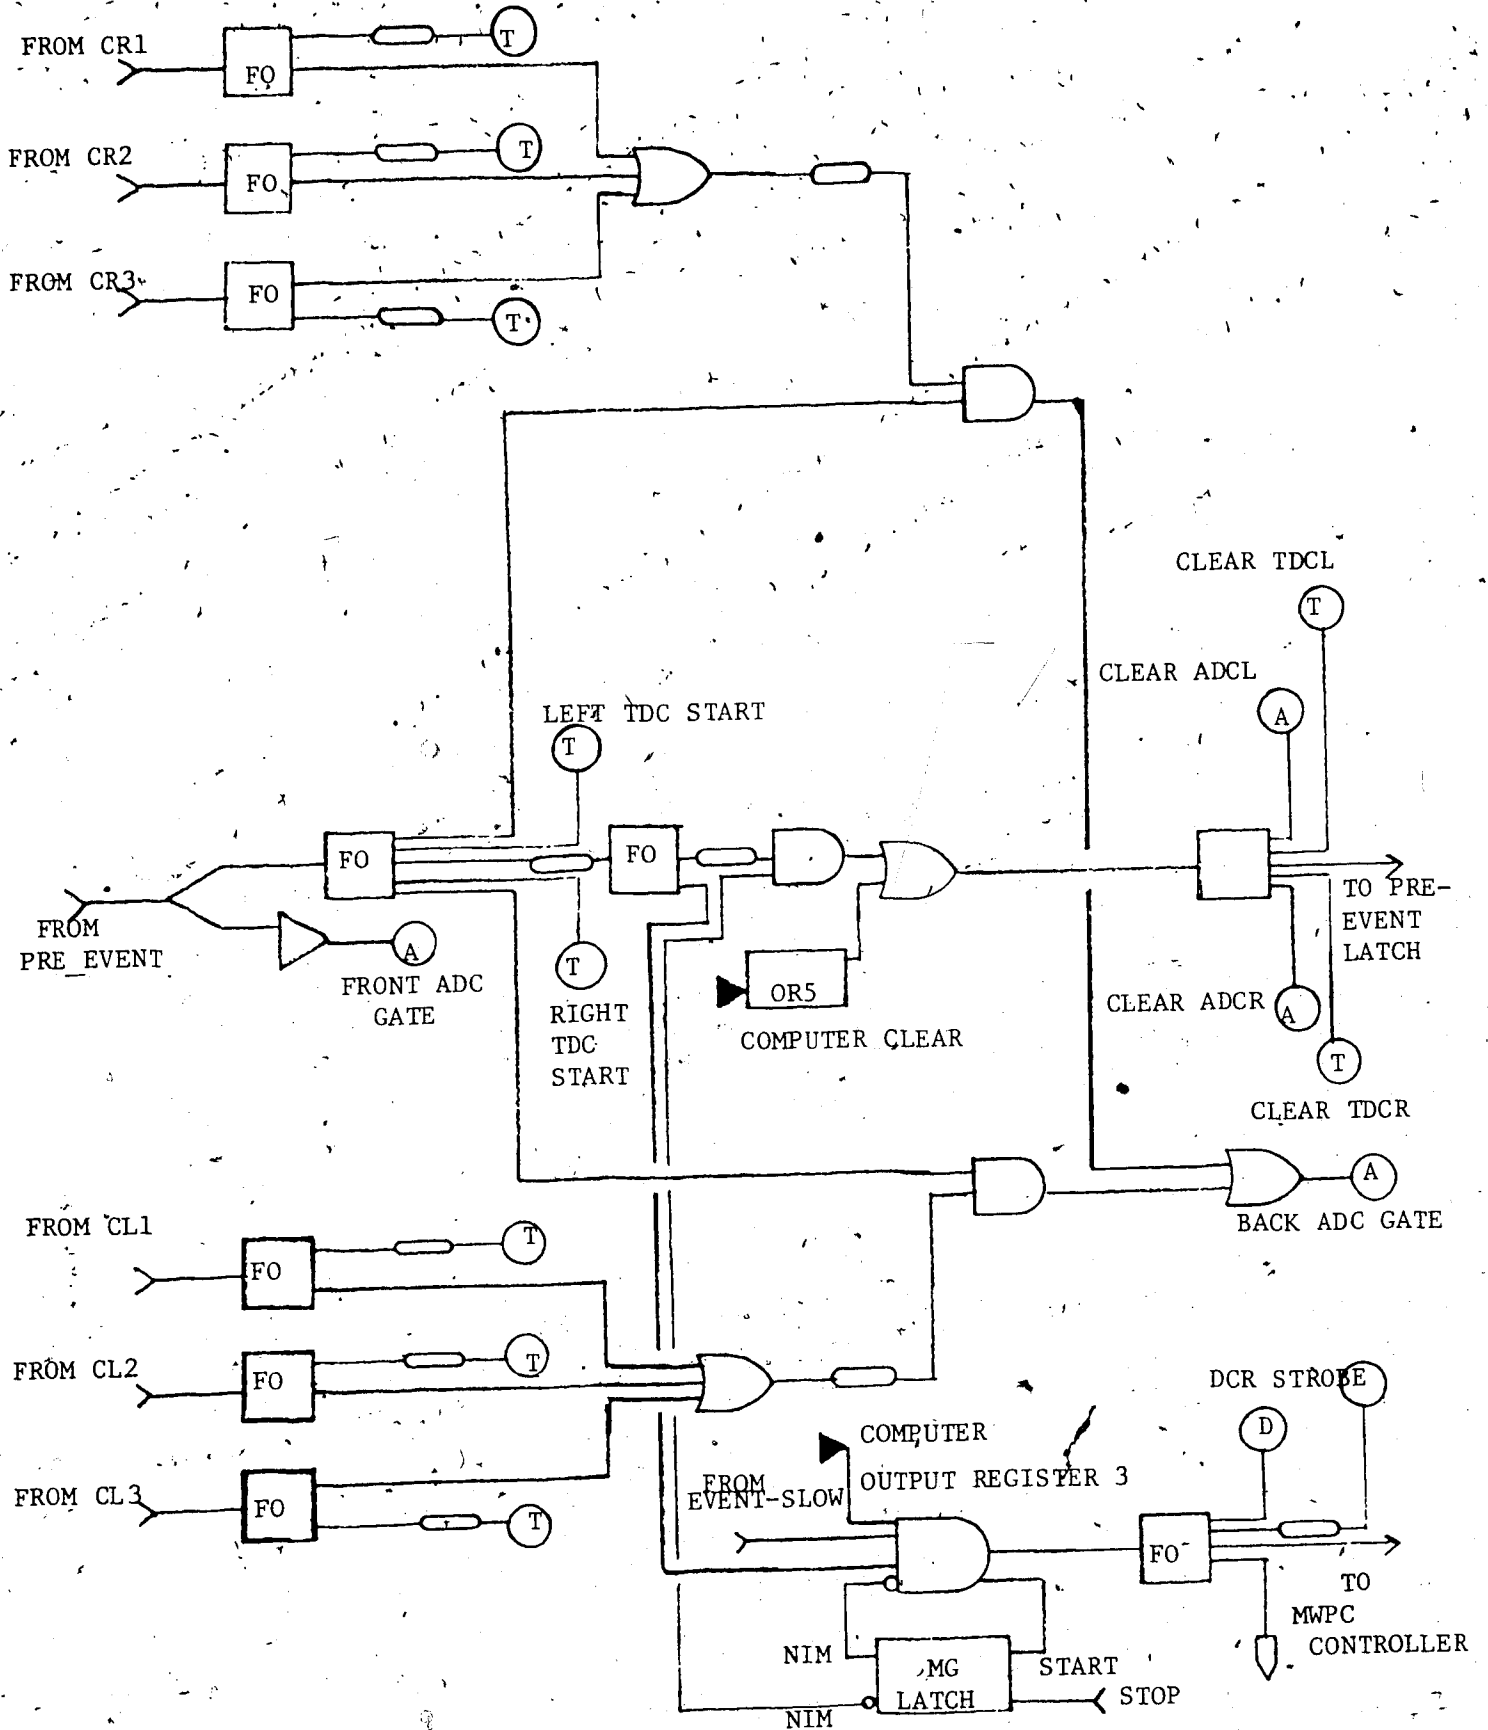 FROM CR1
T
FO
FROM CR2
T
FO
FROM CR3
FO
T
CLEAR TDCL
T
CLEAR ADCL
A
LEFT TDC START
T
FO
FO
FROM
PRE_EVENT
A
FRONT ADC
GATE
T
RIGHT
TDC
START
OR5
COMPUTER CLEAR
TO PRE-
EVENT
LATCH
CLEAR ADCR
A
T
CLEAR TDCR
A
BACK ADC GATE
FROM CL1
T
FO
FROM CL2
T
FO
FROM CL3
FO
T
DCR STROBE
D
COMPUTER
OUTPUT REGISTER 3
FROM
EVENT-SLOW
FO
TO
MWPC
CONTROLLER
NIM
MG
LATCH
START
STOP
NIM